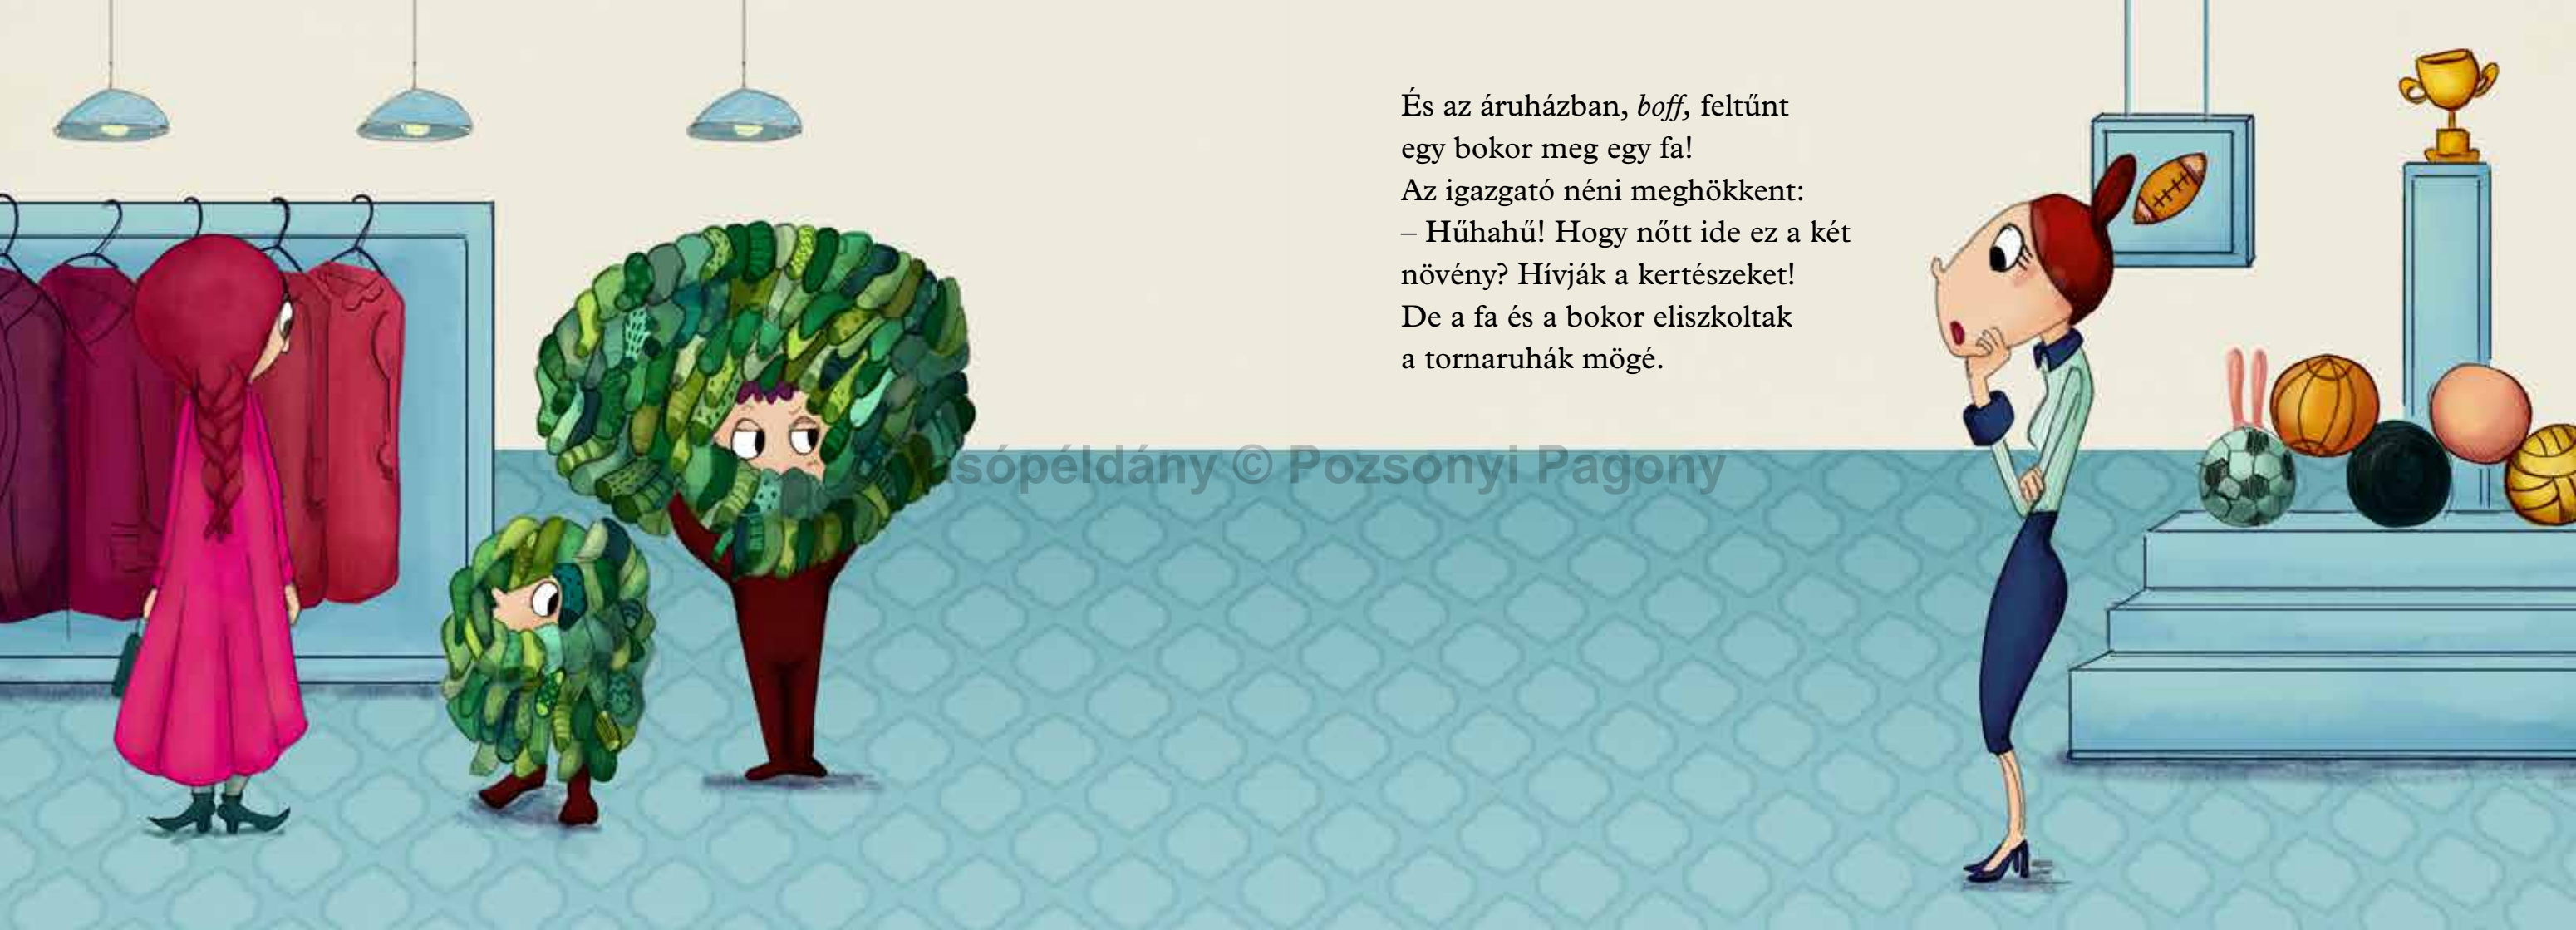 És az áruházban, boff, feltűnt
egy bokor meg egy fa!
Az igazgató néni meghökkent:
– Hűhahű! Hogy nőtt ide ez a két
növény? Hívják a kertészeket!
De a fa és a bokor eliszkoltak
a tornaruhák mögé.
© Pozsonyi Pagony